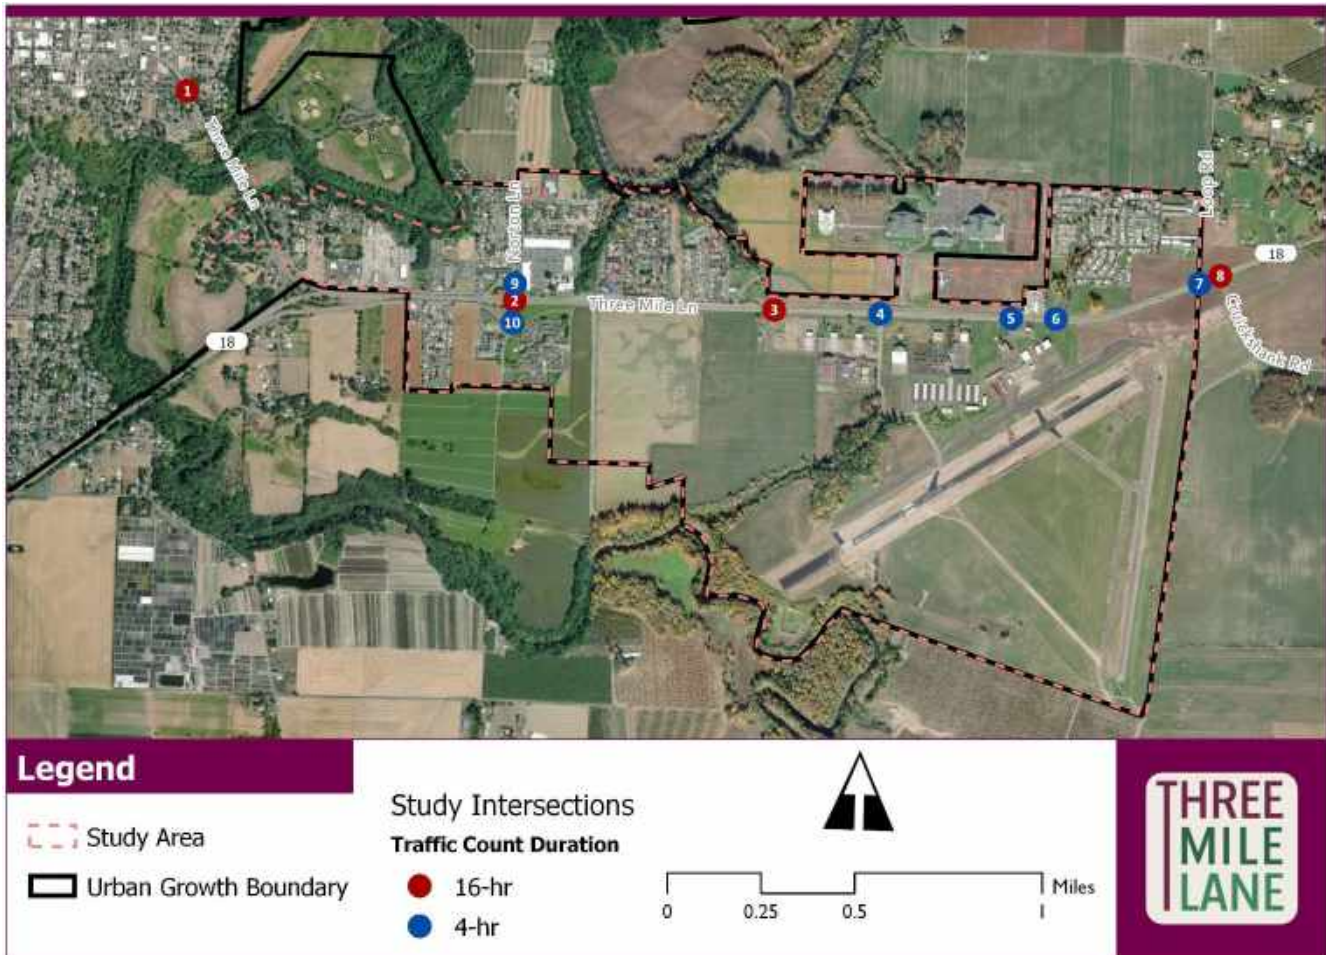 1
Three Mile Ln
Norton Ln
Loop Rd
18
9
2
10
Three Mile Ln
3
4
5
6
7
8
Cruickshank Rd
18
Legend
Study Area
Urban Growth Boundary
Study Intersections
Traffic Count Duration
16-hr
4-hr
Miles
0
0.25
0.5
1
THREE
MILE
LANE